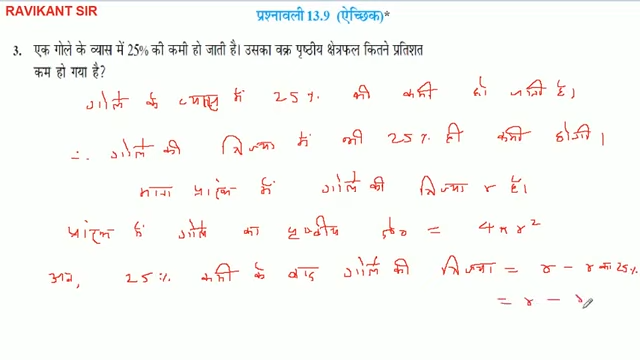 RAVIKANT SIR
प्रश्नावली 13.9 (ऐच्छिक)*
3. एक गोले के व्यास में 25% की कमी हो जाती है। उसका वक्र पृष्ठीय क्षेत्रफल कितने प्रतिशत
कम हो गया है?
गोले के व्यास में 25% की कमी हो जाती है।
∴ गोले की त्रिज्या में भी 25% ही कमी होगी।
माना प्रारंभ में गोले की त्रिज्या r है।
प्रारंभ में गोले का पृष्ठीय क्षे० = 4πr²
अब, 25% कमी के बाद गोले की त्रिज्या = r - r का 25%
= r - r